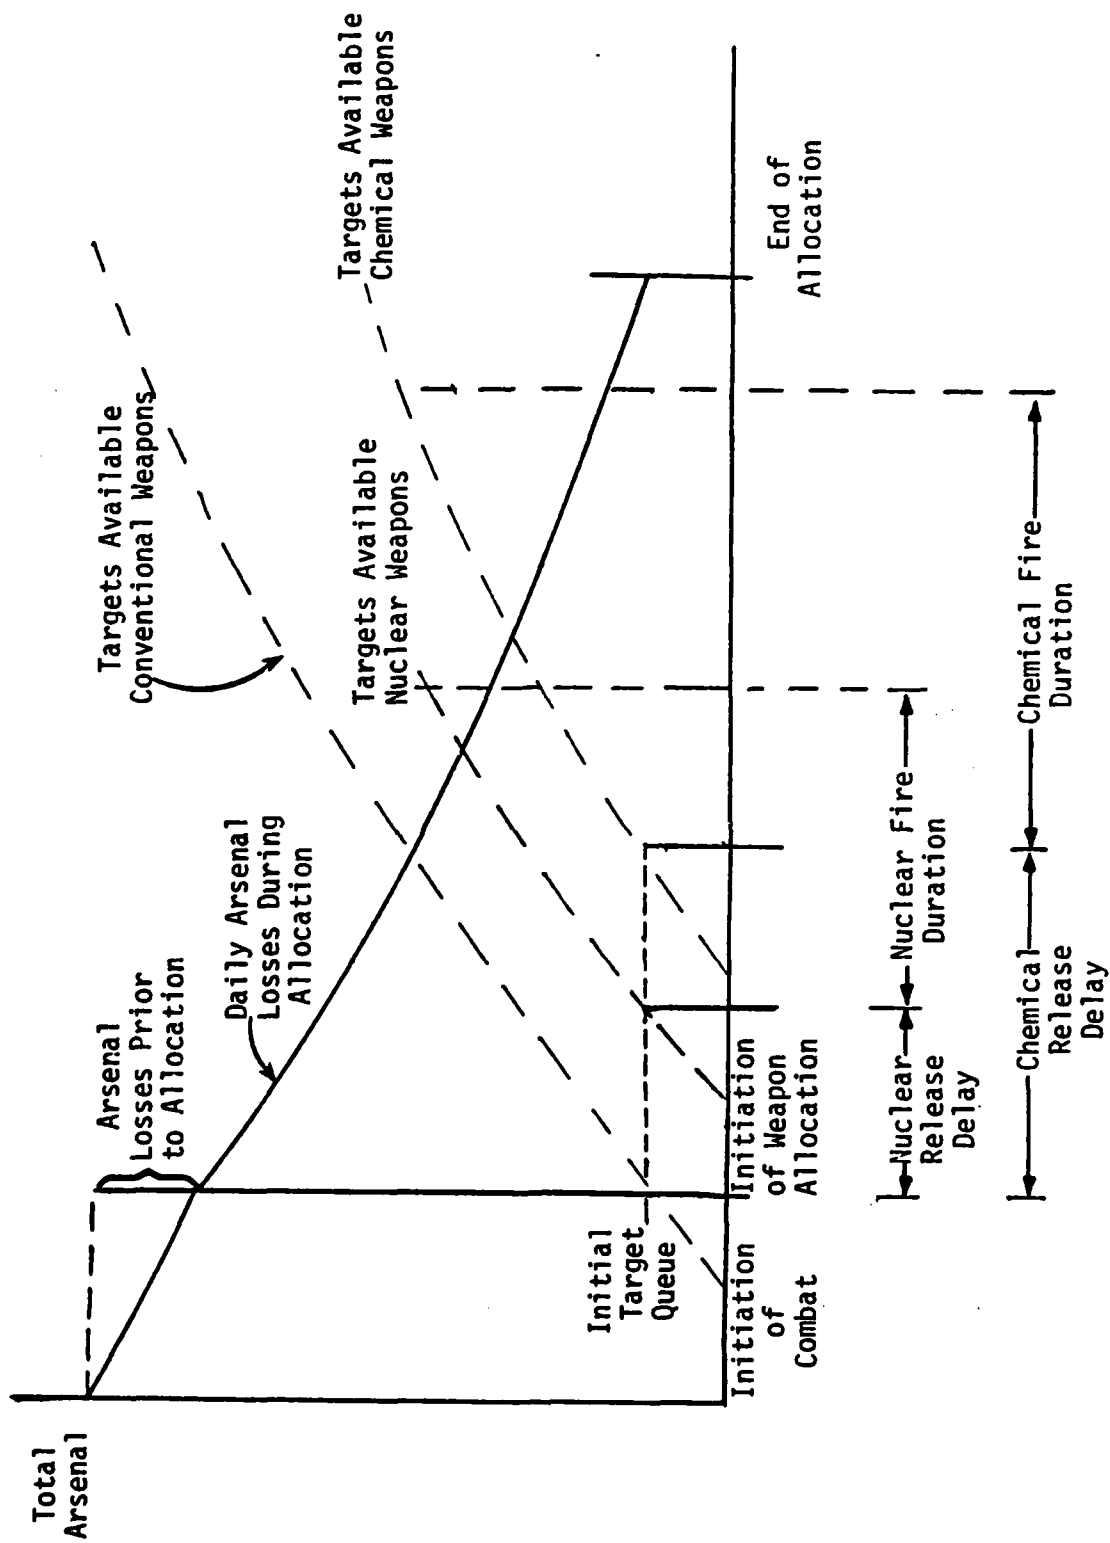 Total
Arsenal
Arsenal
Losses Prior
to Allocation
Daily Arsenal
Losses During
Allocation
Targets Available
Conventional Weapons
Targets Available
Nuclear Weapons
Targets Available
Chemical Weapons
Initial
Target
Queue
Initiation
of
Combat
Initiation
of Weapon
Allocation
End of
Allocation
Nuclear
Release
Delay
Nuclear Fire
Duration
Chemical
Release
Delay
Chemical Fire
Duration